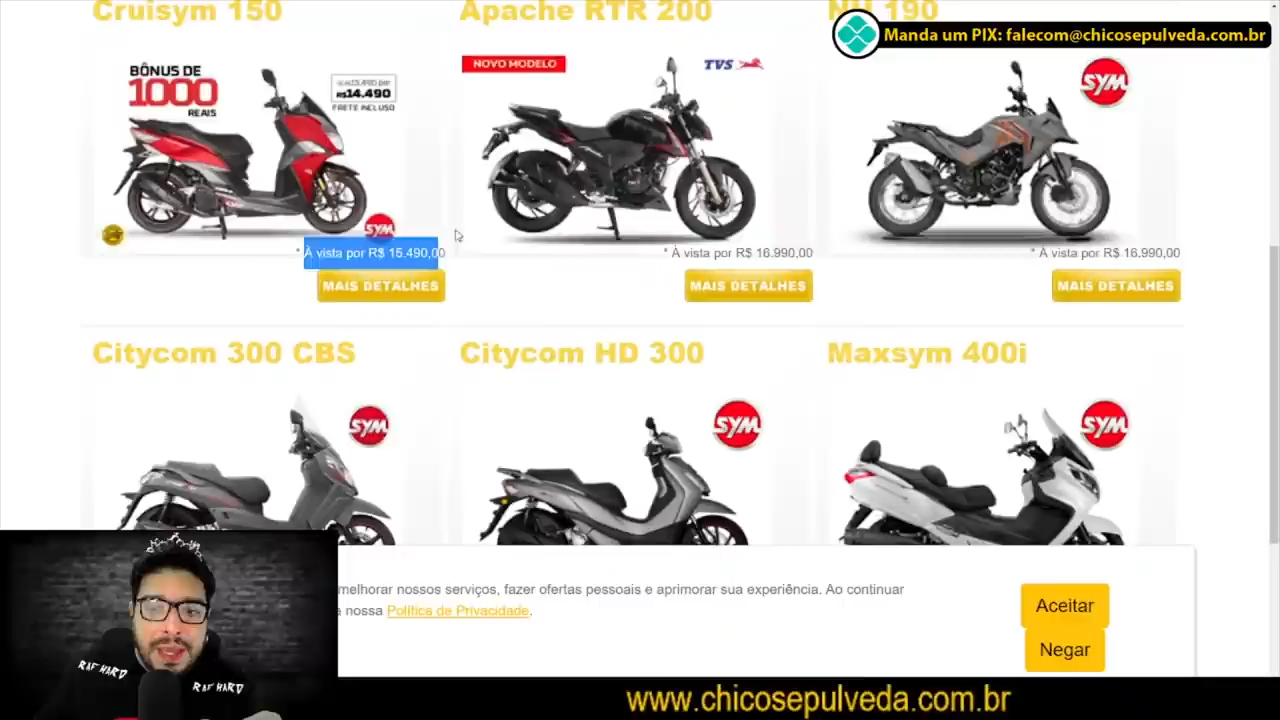 Cruisym 150
Apache RTR 200
NH 190
Manda um PIX: falecom@chicosepulveda.com.br
BÔNUS DE
1000
REAIS
R$14.490
FRETE INCLUSO
SYM
* À vista por R$ 15.490,00
MAIS DETALHES
NOVO MODELO
TVS
* À vista por R$ 16.990,00
MAIS DETALHES
SYM
* À vista por R$ 16.990,00
MAIS DETALHES
Citycom 300 CBS
Citycom HD 300
Maxsym 400i
SYM
SYM
SYM
melhorar nossos serviços, fazer ofertas pessoais e aprimorar sua experiência. Ao continuar
a nossa Política de Privacidade.
Aceitar
Negar
RAF HARD
RAF HARD
www.chicosepulveda.com.br